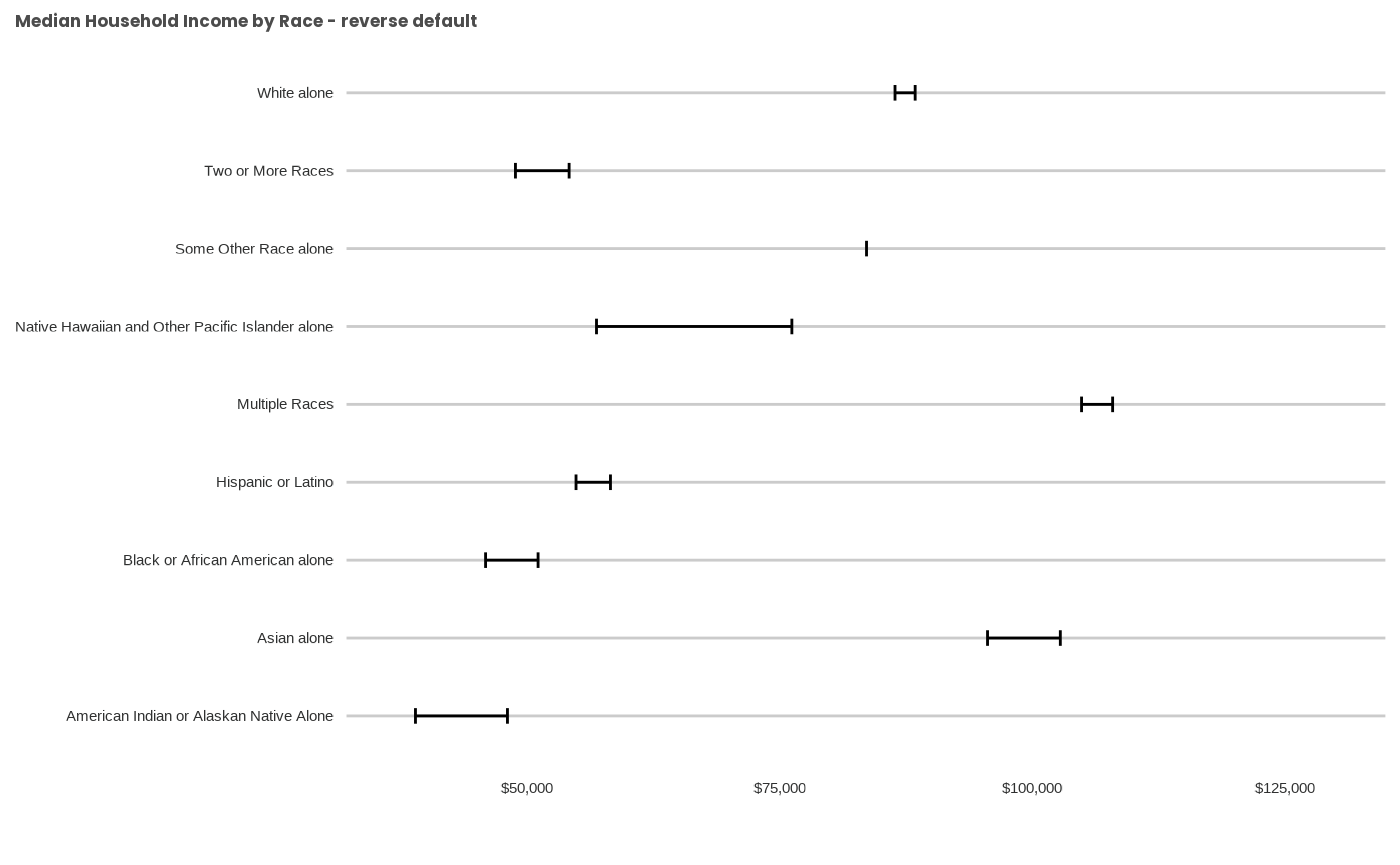 Median Household Income by Race - reverse default
White alone
Two or More Races
Some Other Race alone
Native Hawaiian and Other Pacific Islander alone
Multiple Races
Hispanic or Latino
Black or African American alone
Asian alone
American Indian or Alaskan Native Alone
$50,000 $75,000 $100,000 $125,000